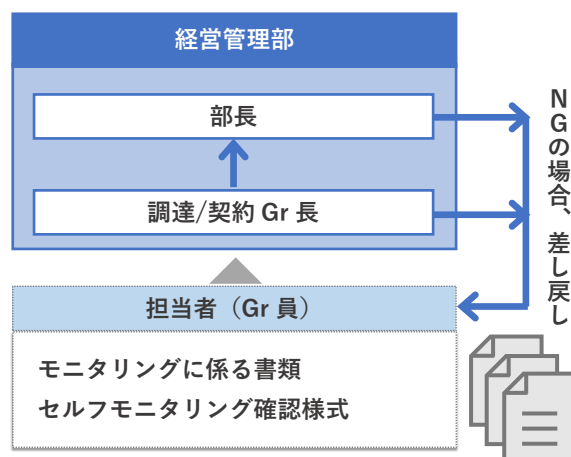 経営管理部
部長
調達/契約 Gr 長
NGの場合、差し戻し
担当者（Gr 員）
モニタリングに係る書類
セルフモニタリング確認様式